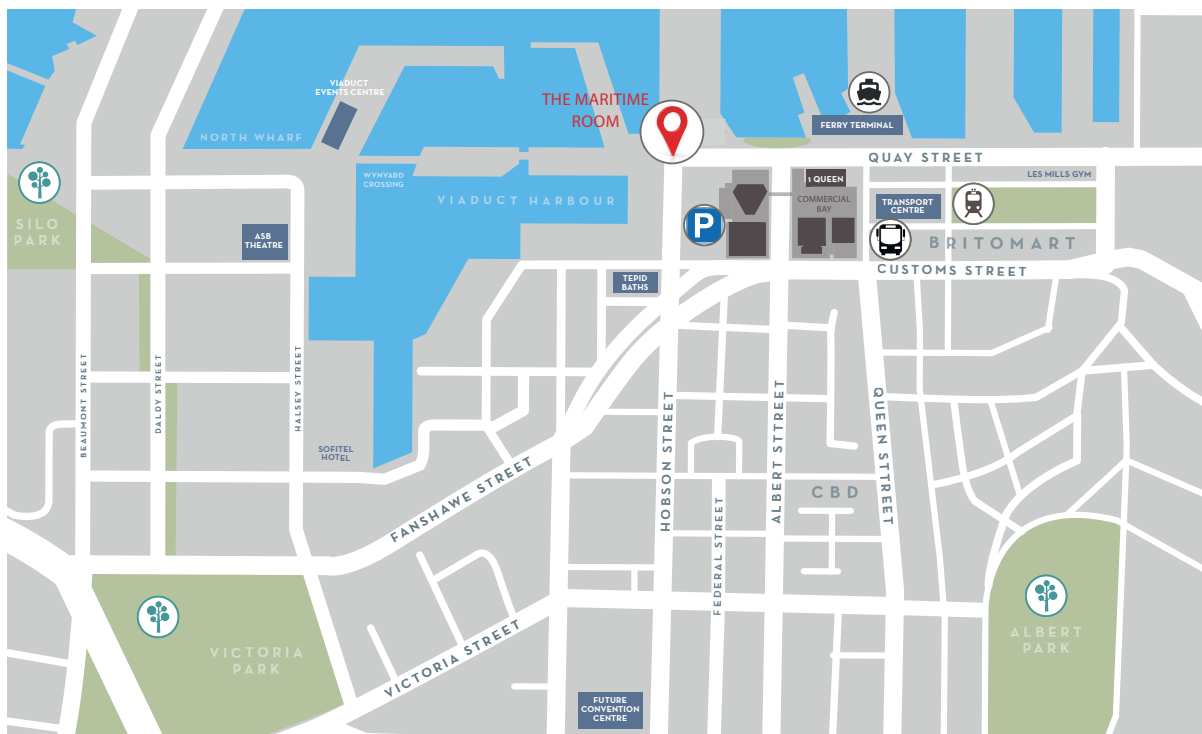 VIADUCT
EVENTS CENTRE
THE MARITIME
ROOM
FERRY TERMINAL
NORTH WHARF
QUAY STREET
WYNYARD
CROSSING
1 QUEEN
LES MILLS GYM
VIADUCT HARBOUR
COMMERCIAL
BAY
TRANSPORT
CENTRE
P
SILO
PARK
ASB
THEATRE
BRITOMART
CUSTOMS STREET
TEPID
BATHS
BEAUMONT STREET
DALDY STREET
HALSEY STREET
SOFITEL
HOTEL
FANSHAWE STREET
HOBSON STREET
ALBERT STTREET
QUEEN STTREET
CBD
FEDERAL STREET
VICTORIA STREET
VICTORIA
PARK
ALBERT
PARK
FUTURE
CONVENTION
CENTRE